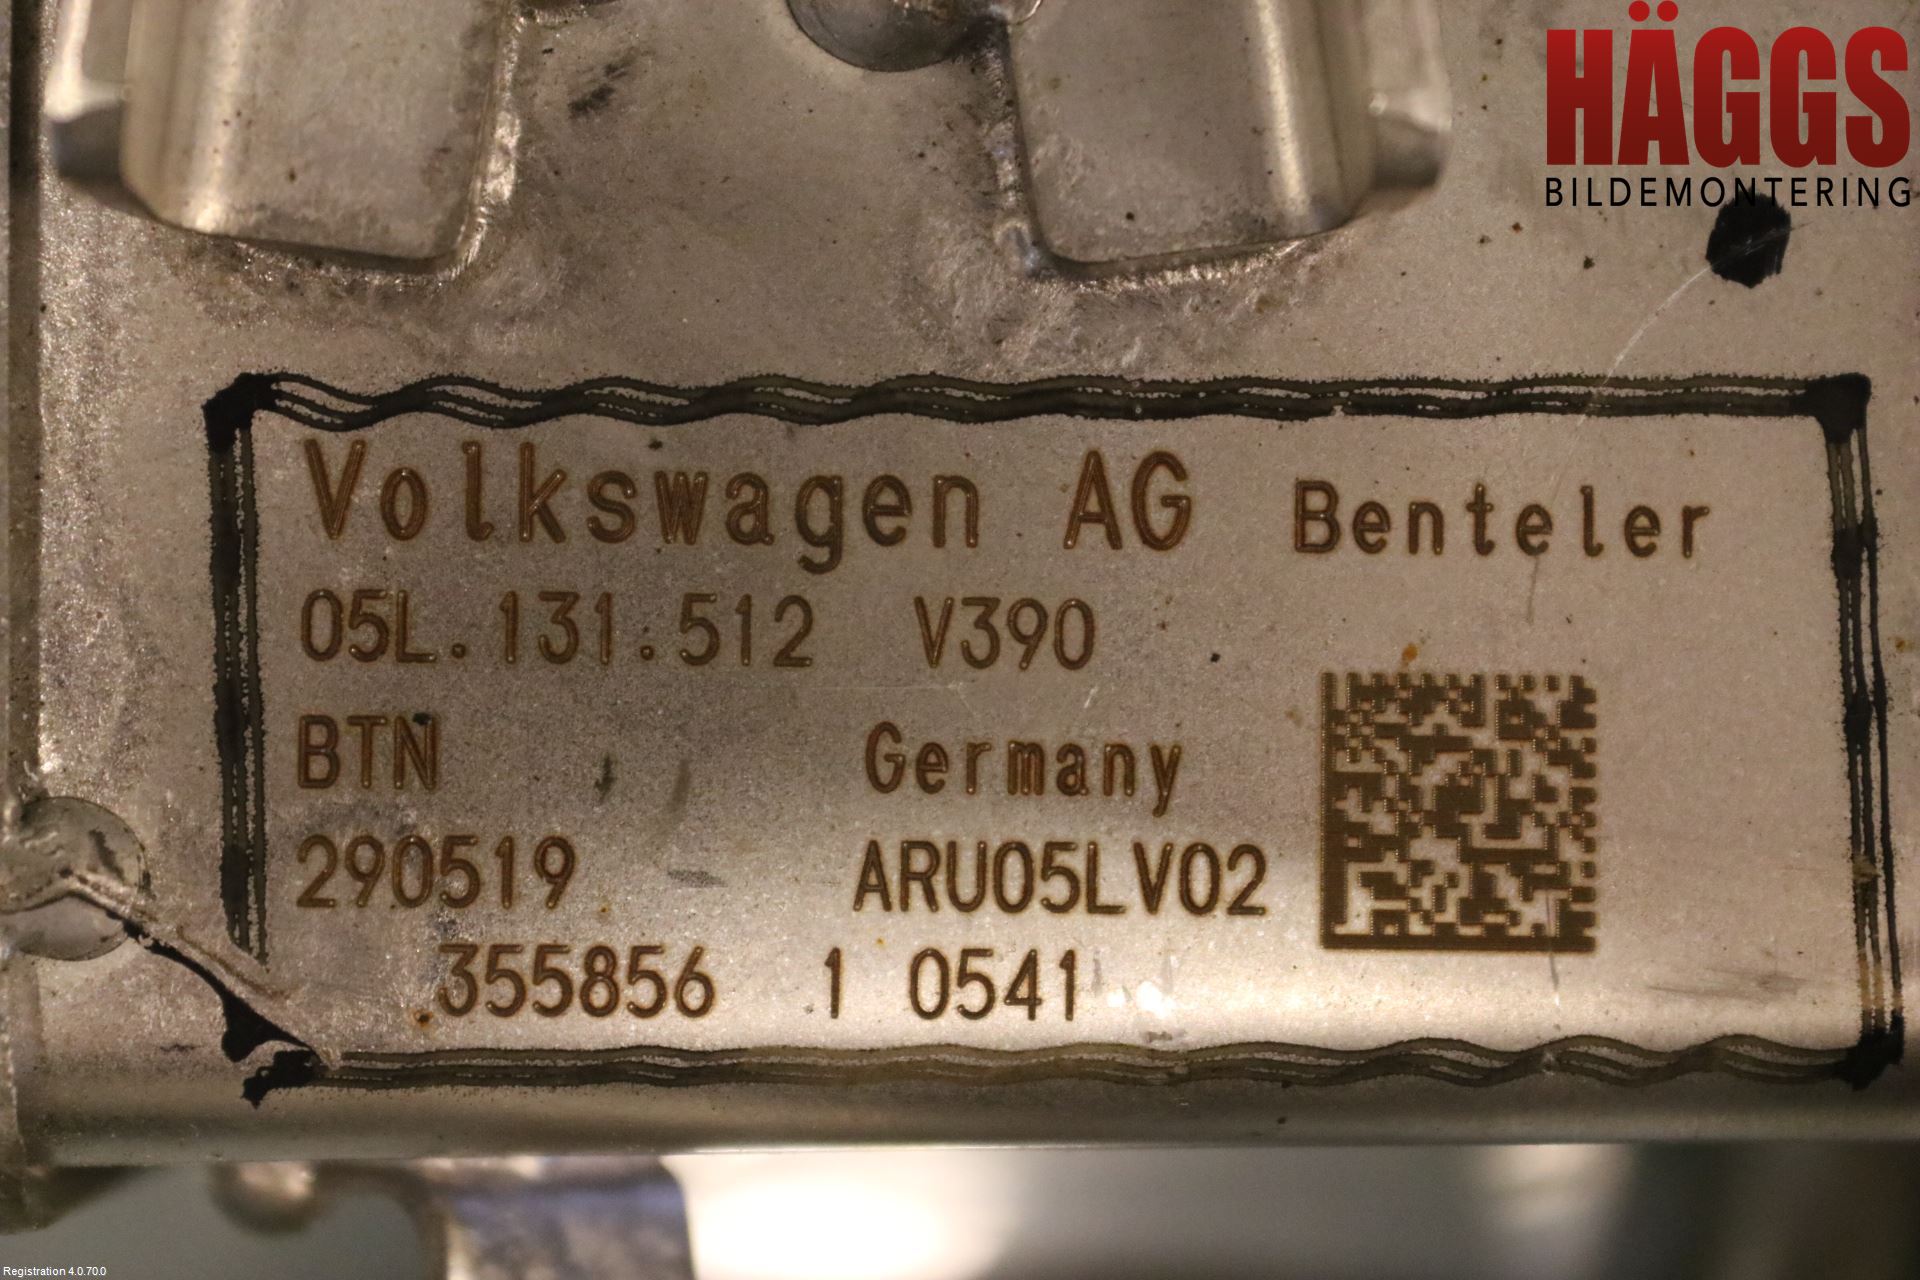 HÄGGS
BILDEMONTERING
Volkswagen AG Benteler
05L.131.512 V390
BTN Germany
290519 ARU05LV02
355856 1 0541
Registration 4.0.70.0